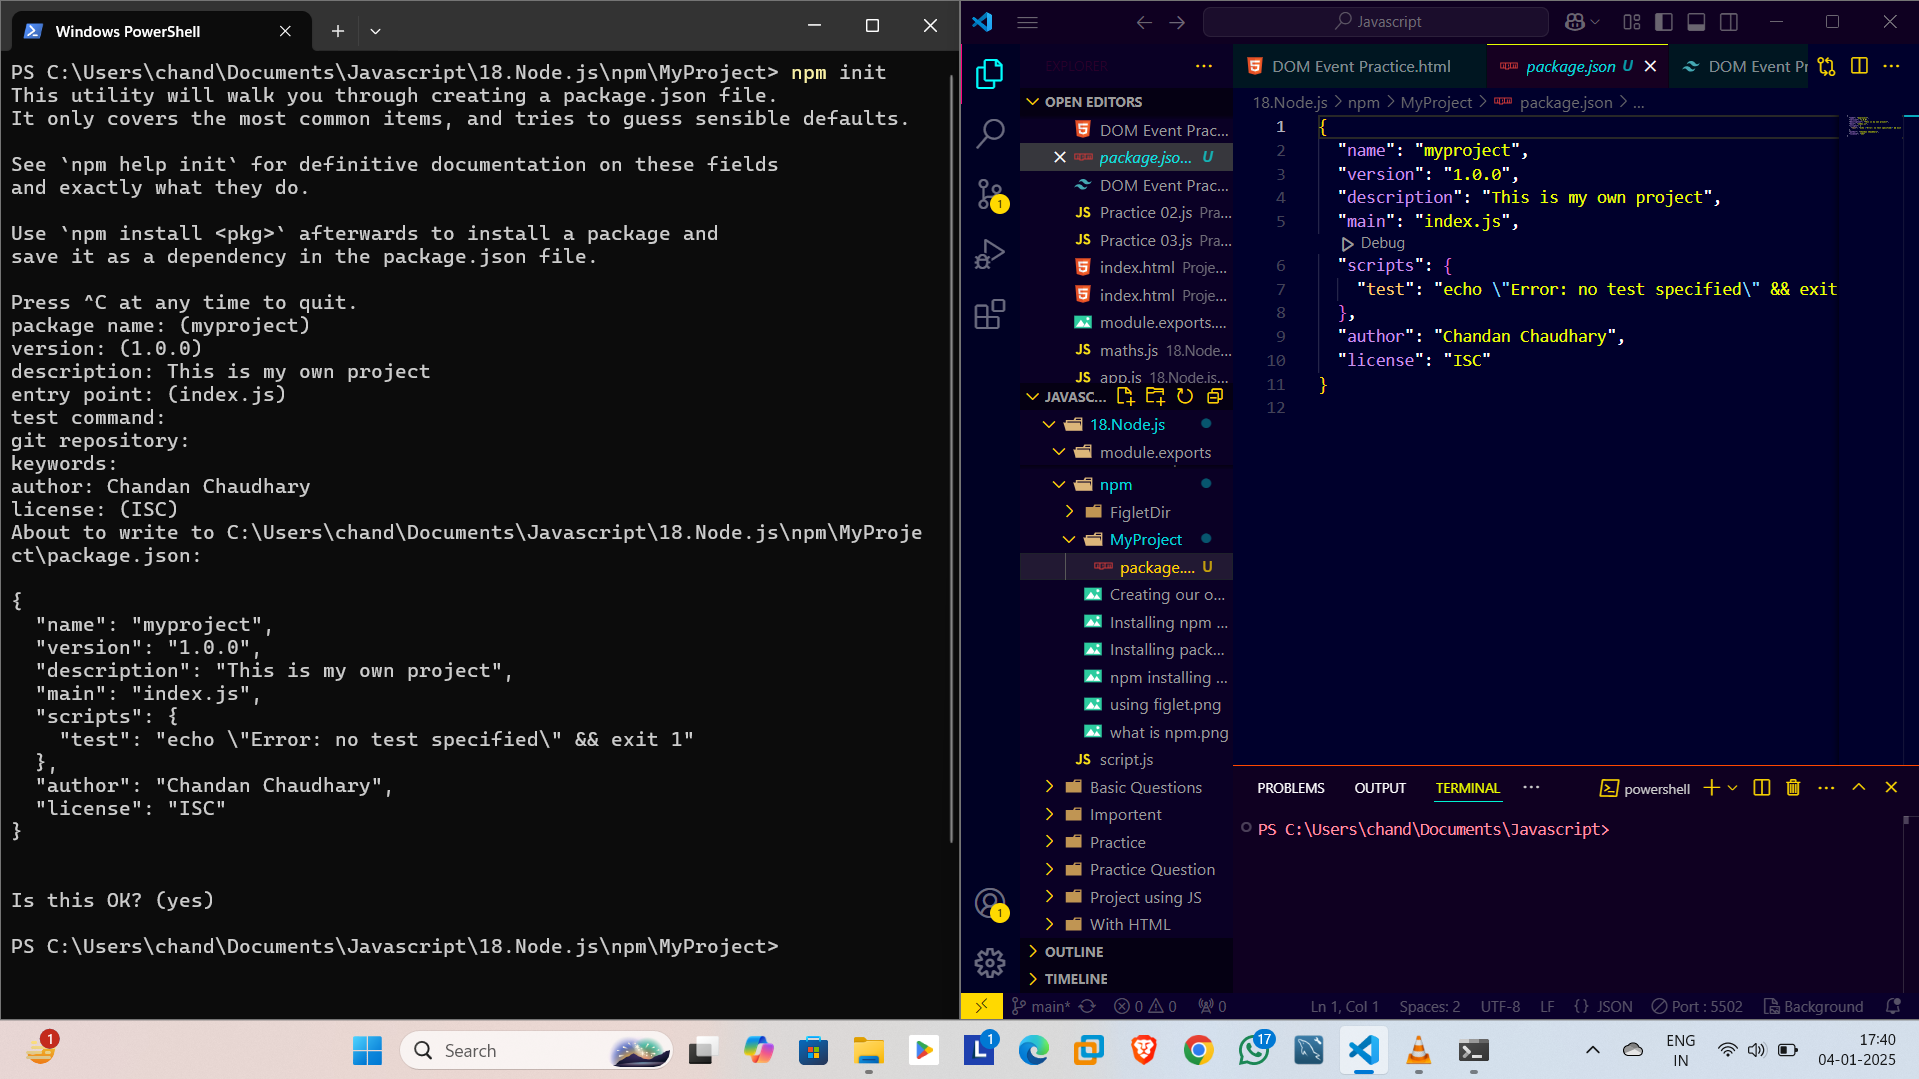 Windows PowerShell
PS C:\Users\chand\Documents\Javascript\18.Node.js\npm\MyProject> npm init
This utility will walk you through creating a package.json file.
It only covers the most common items, and tries to guess sensible defaults.
See `npm help init` for definitive documentation on these fields
and exactly what they do.
Use `npm install <pkg>` afterwards to install a package and
save it as a dependency in the package.json file.
Press ^C at any time to quit.
package name: (myproject)
version: (1.0.0)
description: This is my own project
entry point: (index.js)
test command:
git repository:
keywords:
author: Chandan Chaudhary
license: (ISC)
About to write to C:\Users\chand\Documents\Javascript\18.Node.js\npm\MyProje
ct\package.json:
{
"name": "myproject",
"version": "1.0.0",
"description": "This is my own project",
"main": "index.js",
"scripts": {
"test": "echo \"Error: no test specified\" && exit 1"
},
"author": "Chandan Chaudhary",
"license": "ISC"
}
Is this OK? (yes)
PS C:\Users\chand\Documents\Javascript\18.Node.js\npm\MyProject>
Javascript
EXPLORER
OPEN EDITORS
DOM Event Prac...
package.jso... U
DOM Event Prac...
JS Practice 02.js Pra...
JS Practice 03.js Pra...
index.html Proje...
index.html Proje...
module.exports....
JS maths.js 18.Node...
JS app.js 18.Node.js...
JAVASC...
18.Node.js
module.exports
npm
FigletDir
MyProject
package.... U
Creating our o...
Installing npm ...
Installing pack...
npm installing ...
using figlet.png
what is npm.png
JS script.js
Basic Questions
Importent
Practice
Practice Question
Project using JS
With HTML
OUTLINE
TIMELINE
1
1
DOM Event Practice.html
package.json U
DOM Event Pr
18.Node.js > npm > MyProject > package.json > ...
1 {
2 "name": "myproject",
3 "version": "1.0.0",
4 "description": "This is my own project",
5 "main": "index.js",
Debug
6 "scripts": {
7 "test": "echo \"Error: no test specified\" && exit
8 },
9 "author": "Chandan Chaudhary",
10 "license": "ISC"
11 }
12
PROBLEMS OUTPUT TERMINAL ... powershell
PS C:\Users\chand\Documents\Javascript>
main* 0 0 0 Ln 1, Col 1 Spaces: 2 UTF-8 LF {} JSON Port : 5502 Background
1
Search
L 1
17
ENG
IN
17:40
04-01-2025